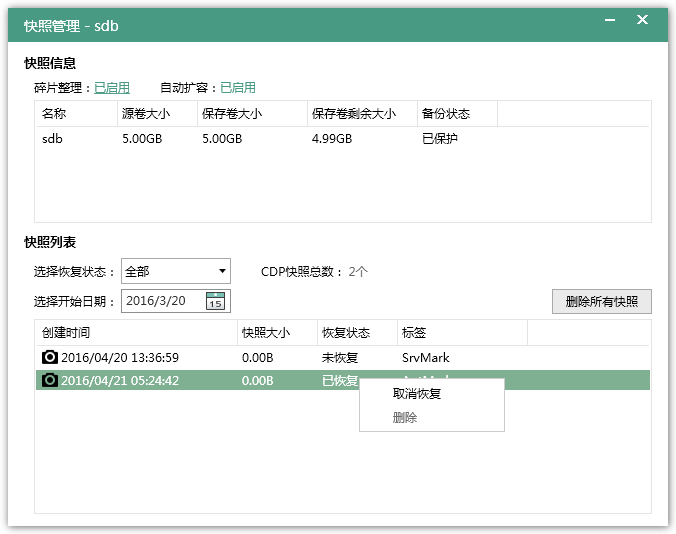 快照管理 - sdb
快照信息
碎片整理：已启用 自动扩容：已启用
名称 源卷大小 保存卷大小 保存卷剩余大小 备份状态
sdb 5.00GB 5.00GB 4.99GB 已保护
快照列表
选择恢复状态： 全部 CDP快照总数： 2个
选择开始日期： 2016/3/20 15 删除所有快照
创建时间 快照大小 恢复状态 标签
2016/04/20 13:36:59 0.00B 未恢复 SrvMark
2016/04/21 05:24:42 0.00B 已恢复
取消恢复
删除